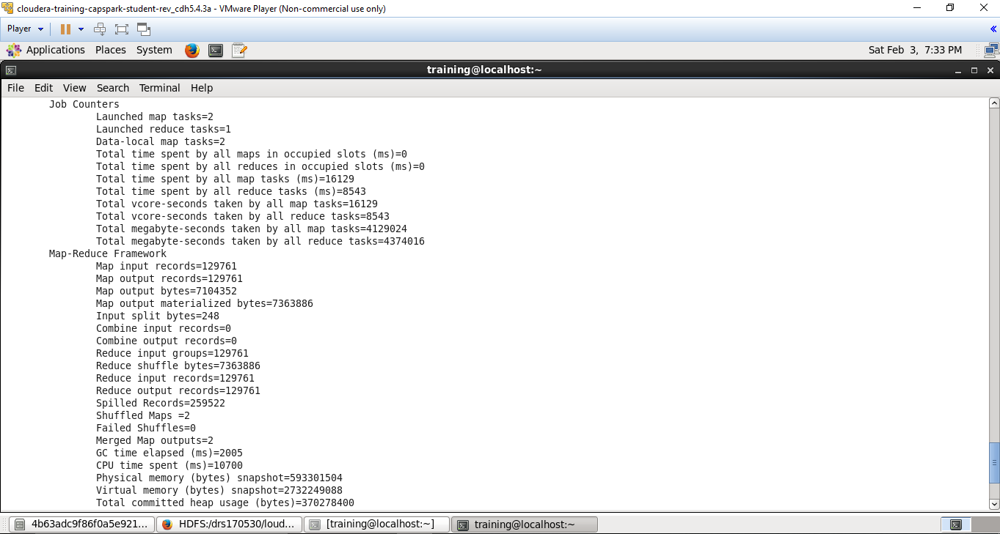 cloudera-training-capspark-student-rev_cdh5.4.3a - VMware Player (Non-commercial use only)
Player
Applications Places System Sat Feb 3, 7:33 PM
training@localhost:~
File Edit View Search Terminal Help
Job Counters
Launched map tasks=2
Launched reduce tasks=1
Data-local map tasks=2
Total time spent by all maps in occupied slots (ms)=0
Total time spent by all reduces in occupied slots (ms)=0
Total time spent by all map tasks (ms)=16129
Total time spent by all reduce tasks (ms)=8543
Total vcore-seconds taken by all map tasks=16129
Total vcore-seconds taken by all reduce tasks=8543
Total megabyte-seconds taken by all map tasks=4129024
Total megabyte-seconds taken by all reduce tasks=4374016
Map-Reduce Framework
Map input records=129761
Map output records=129761
Map output bytes=7104352
Map output materialized bytes=7363886
Input split bytes=248
Combine input records=0
Combine output records=0
Reduce input groups=129761
Reduce shuffle bytes=7363886
Reduce input records=129761
Reduce output records=129761
Spilled Records=259522
Shuffled Maps =2
Failed Shuffles=0
Merged Map outputs=2
GC time elapsed (ms)=2005
CPU time spent (ms)=10700
Physical memory (bytes) snapshot=593301504
Virtual memory (bytes) snapshot=2732249088
Total committed heap usage (bytes)=370278400
4b63adc9f86f0a5e921... HDFS:/drs170530/loud... [training@localhost:~] training@localhost:~